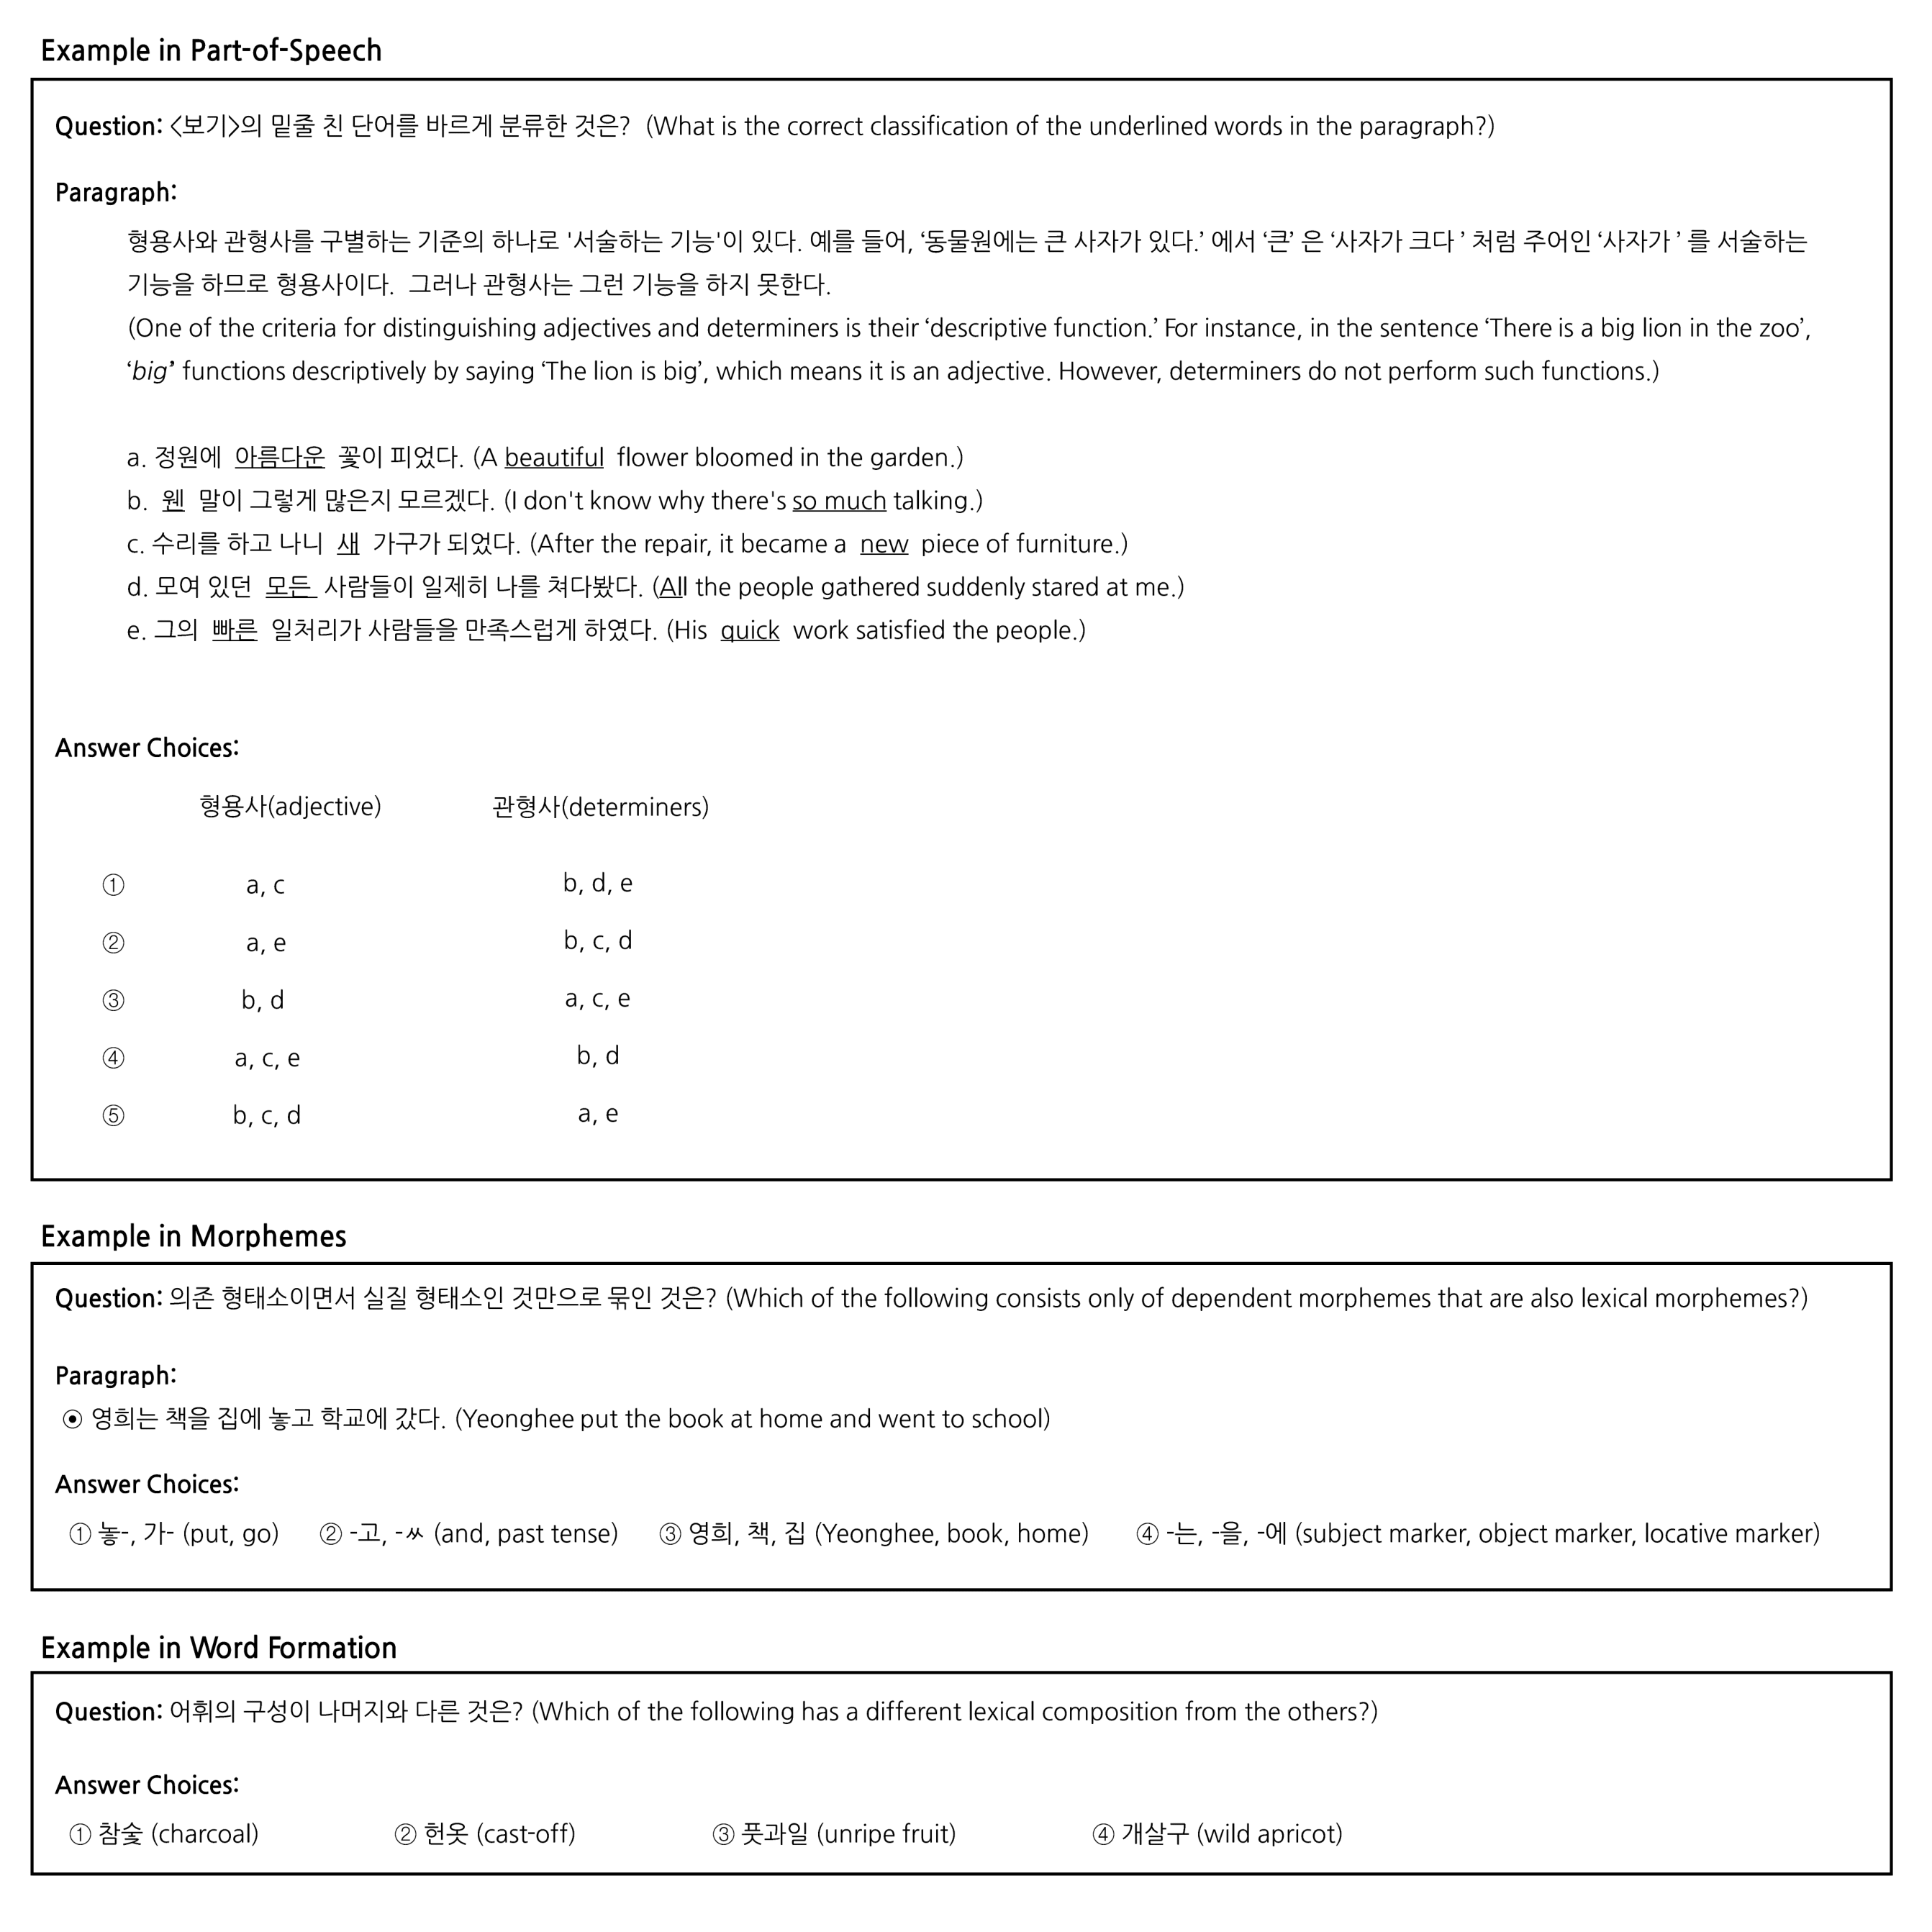 Example in Part-of-Speech
Question: <보기>의 밑줄 친 단어를 바르게 분류한 것은? (What is the correct classification of the underlined words in the paragraph?)
Paragraph:
형용사와 관형사를 구별하는 기준의 하나로 '서술하는 기능'이 있다. 예를 들어, ‘동물원에는 큰 사자가 있다.’ 에서 ‘큰’ 은 ‘사자가 크다 ’ 처럼 주어인 ‘사자가 ’ 를 서술하는
기능을 하므로 형용사이다. 그러나 관형사는 그런 기능을 하지 못한다.
(One of the criteria for distinguishing adjectives and determiners is their ‘descriptive function.’ For instance, in the sentence ‘There is a big lion in the zoo’,
‘big’ functions descriptively by saying ‘The lion is big’, which means it is an adjective. However, determiners do not perform such functions.)
a. 정원에 아름다운 꽃이 피었다. (A beautiful flower bloomed in the garden.)
b. 웬 말이 그렇게 많은지 모르겠다. (I don't know why there's so much talking.)
c. 수리를 하고 나니 새 가구가 되었다. (After the repair, it became a new piece of furniture.)
d. 모여 있던 모든 사람들이 일제히 나를 쳐다봤다. (All the people gathered suddenly stared at me.)
e. 그의 빠른 일처리가 사람들을 만족스럽게 하였다. (His quick work satisfied the people.)
Answer Choices:
형용사(adjective) 관형사(determiners)
① a, c b, d, e
② a, e b, c, d
③ b, d a, c, e
④ a, c, e b, d
⑤ b, c, d a, e
Example in Morphemes
Question: 의존 형태소이면서 실질 형태소인 것만으로 묶인 것은? (Which of the following consists only of dependent morphemes that are also lexical morphemes?)
Paragraph:
⊙ 영희는 책을 집에 놓고 학교에 갔다. (Yeonghee put the book at home and went to school)
Answer Choices:
① 놓-, 가- (put, go) ② -고, -ㅆ (and, past tense) ③ 영희, 책, 집 (Yeonghee, book, home) ④ -는, -을, -에 (subject marker, object marker, locative marker)
Example in Word Formation
Question: 어휘의 구성이 나머지와 다른 것은? (Which of the following has a different lexical composition from the others?)
Answer Choices:
① 참숯 (charcoal) ② 헌옷 (cast-off) ③ 풋과일 (unripe fruit) ④ 개살구 (wild apricot)